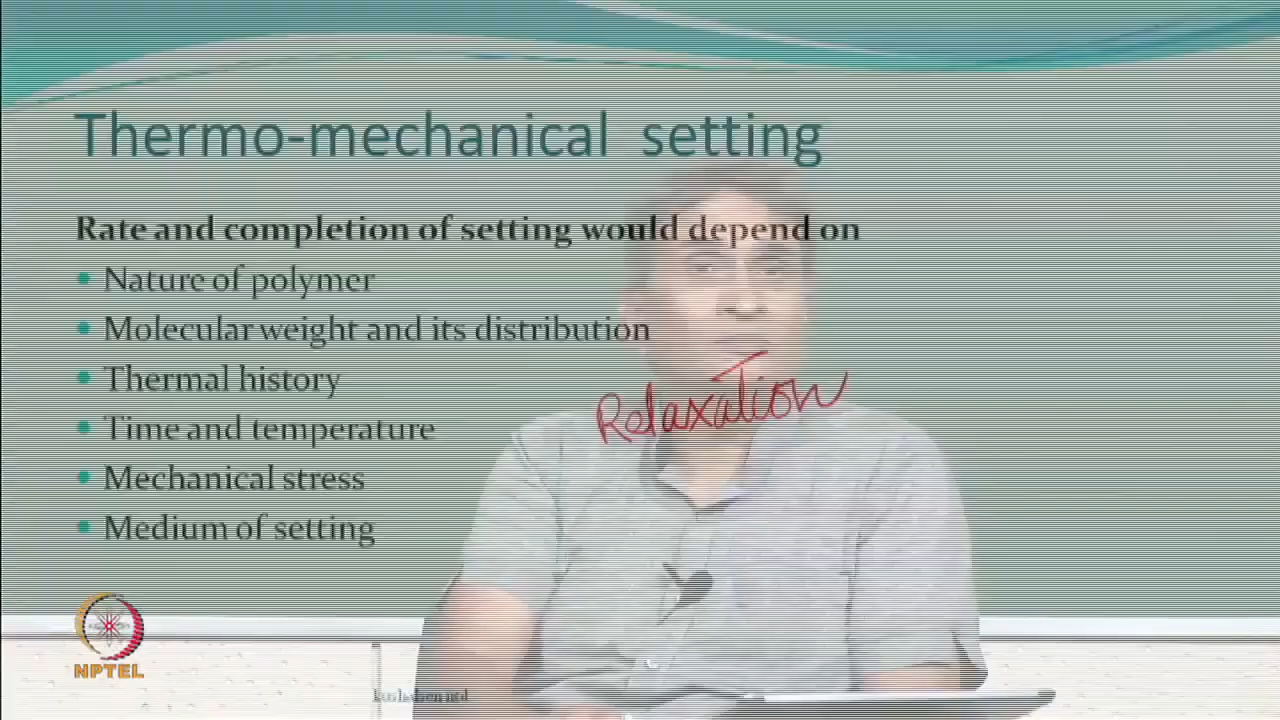 Thermo-mechanical setting
Rate and completion of setting would depend on
Nature of polymer
Molecular weight and its distribution
Thermal history
Relaxation
Time and temperature
Mechanical stress
Medium of setting
NPTEL